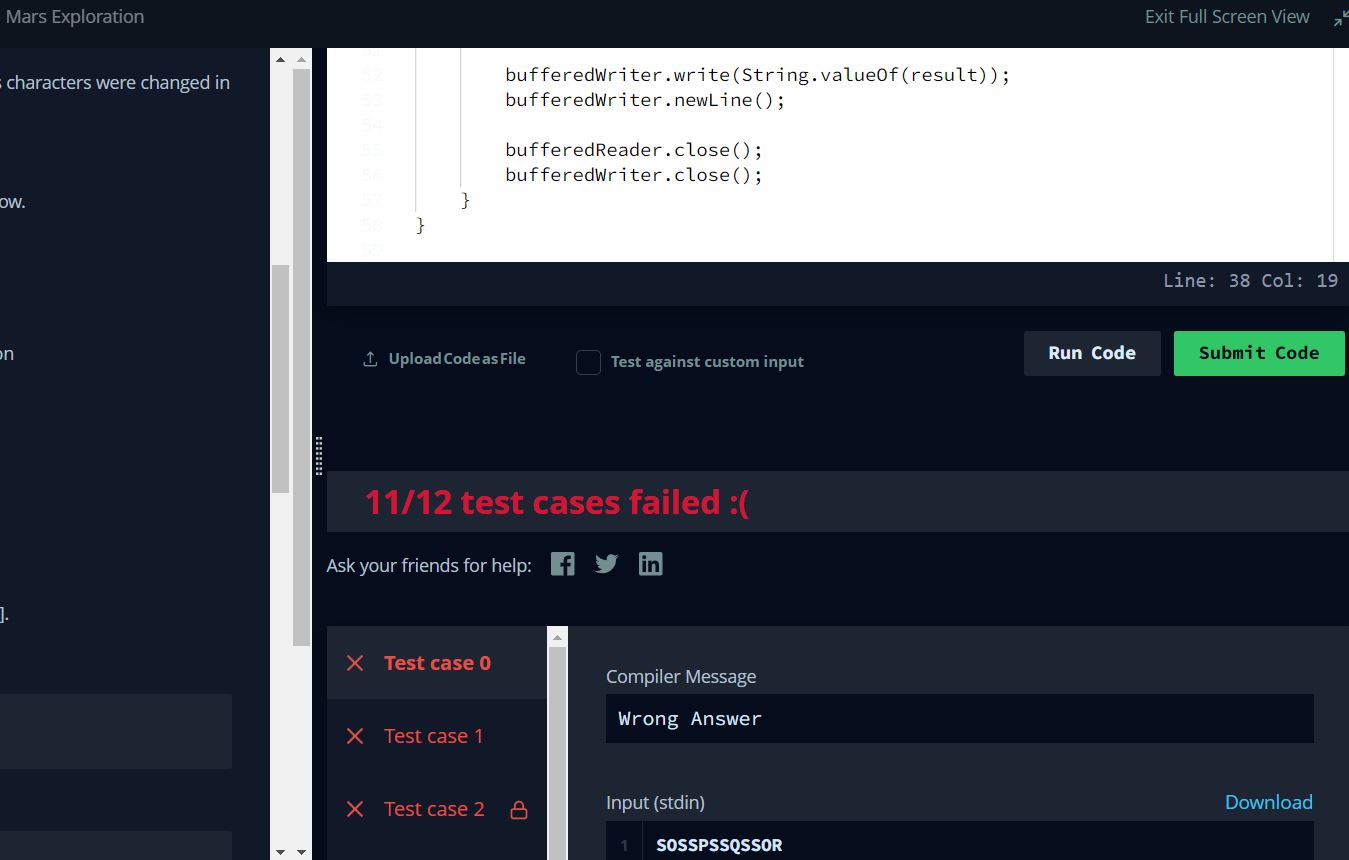 Mars Exploration
Exit Full Screen View
s characters were changed in
ow.
on
].
51
52 bufferedWriter.write(String.valueOf(result));
53 bufferedWriter.newLine();
54
55 bufferedReader.close();
56 bufferedWriter.close();
57 }
58 }
59
Line: 38 Col: 19
Upload Code as File
Test against custom input
Run Code
Submit Code
11/12 test cases failed :(
Ask your friends for help:
Test case 0
Test case 1
Test case 2
Compiler Message
Wrong Answer
Input (stdin)
Download
1 SOSSPSSQSSOR